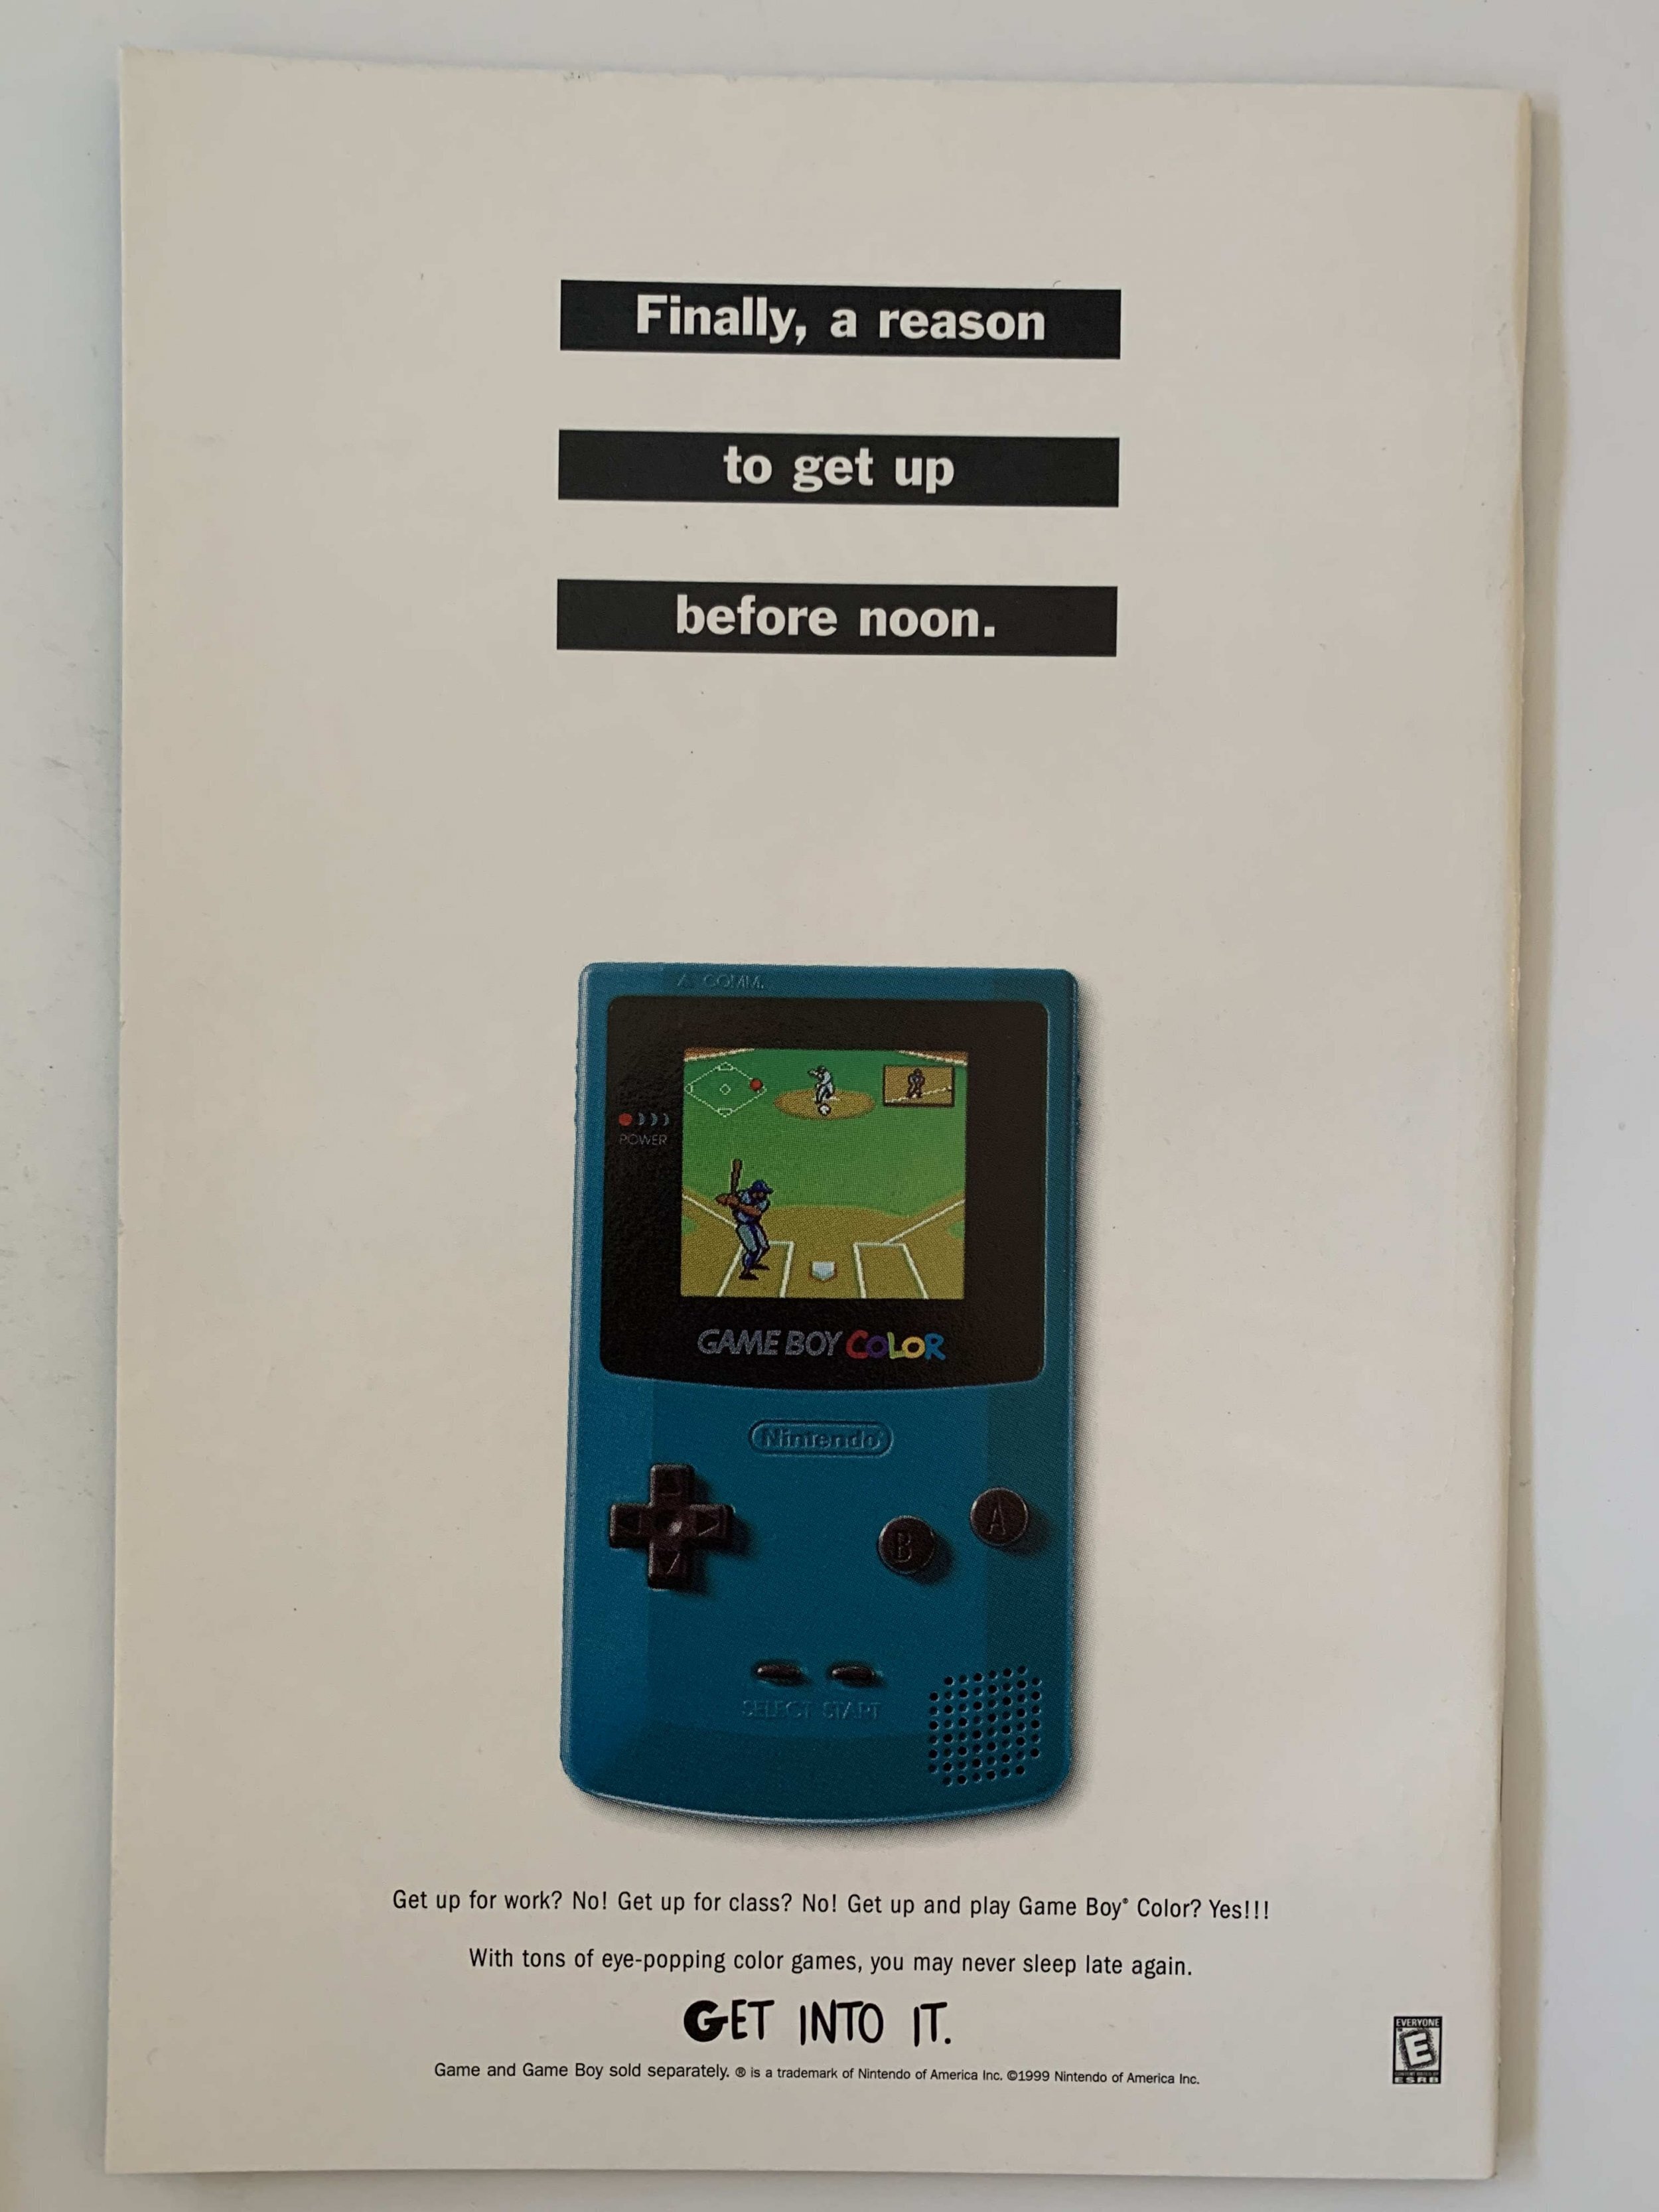 Finally, a reason
to get up
before noon.
COMM.
POWER
GAME BOY COLOR
Nintendo
A
B
SELECT START
Get up for work? No! Get up for class? No! Get up and play Game Boy® Color? Yes!!!
With tons of eye-popping color games, you may never sleep late again.
GET INTO IT.
Game and Game Boy sold separately. ® is a trademark of Nintendo of America Inc. ©1999 Nintendo of America Inc.
EVERYONE
E
ESRB